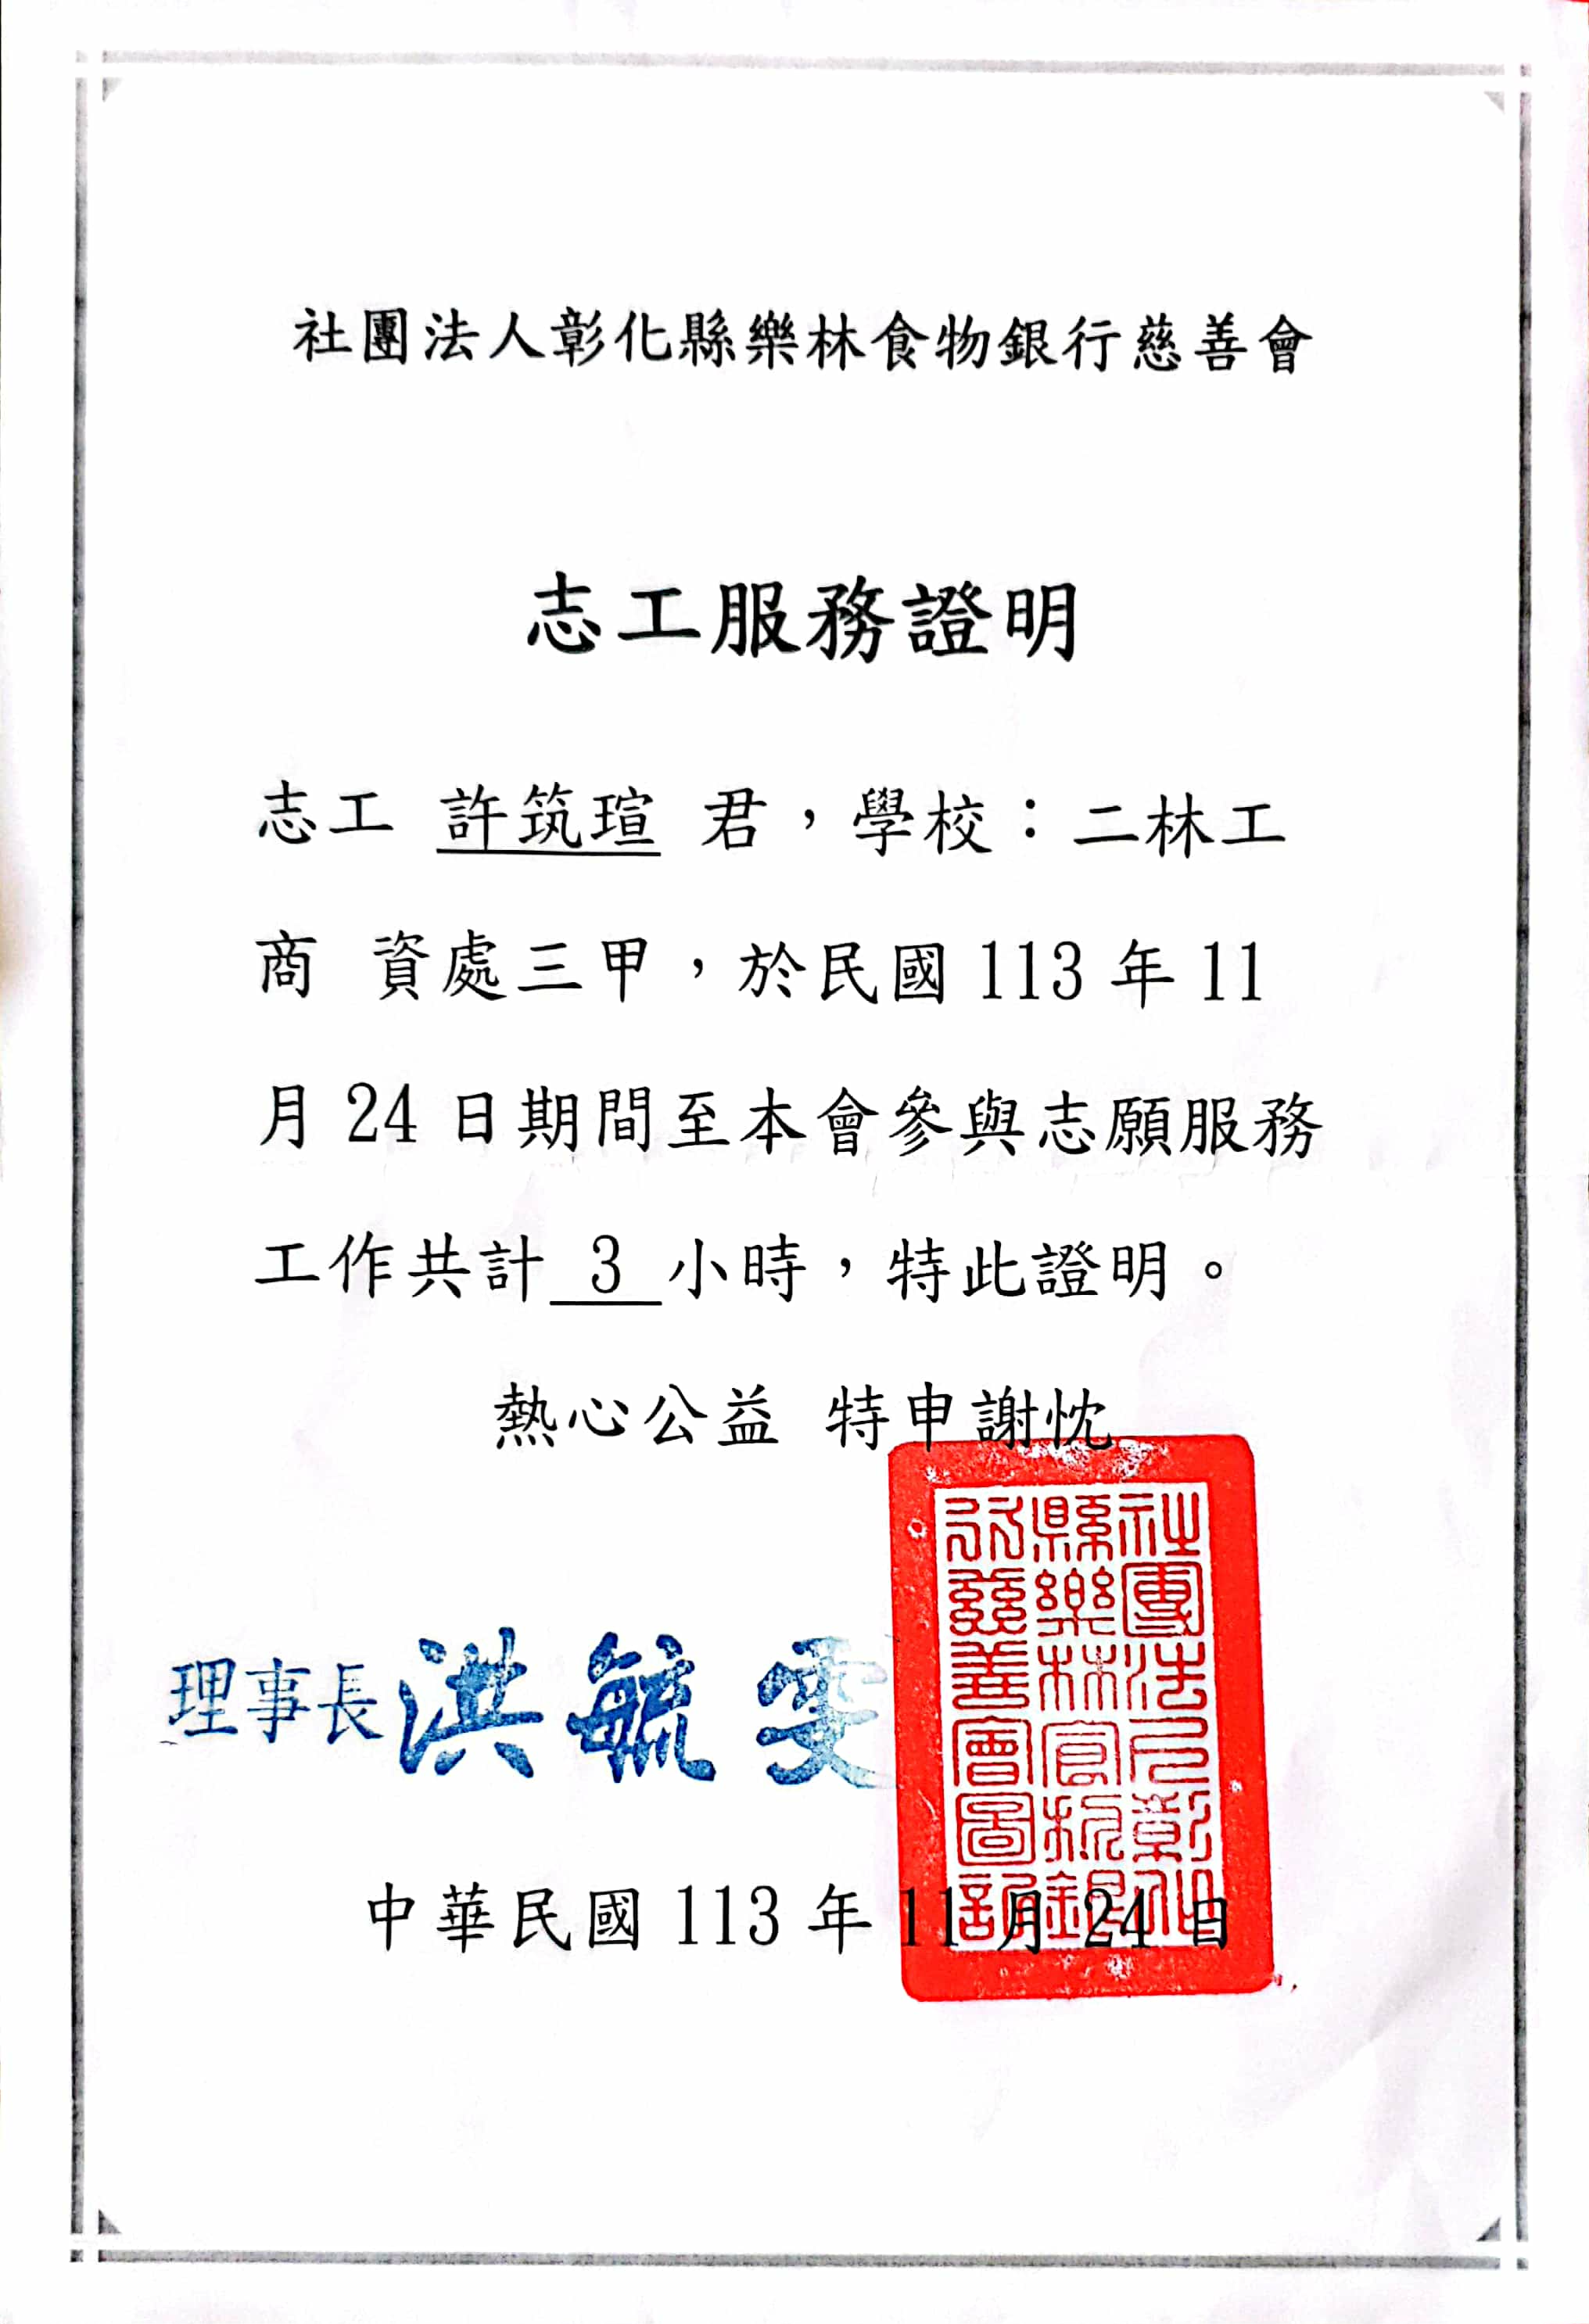 社團法人彰化縣樂林食物銀行慈善會
志工服務證明
志工 許筑瑄 君，學校：二林工
商 資處三甲，於民國 113 年 11
月 24 日期間至本會參與志願服務
工作共計 3 小時，特此證明。
熱心公益 特申謝忱
理事長洪毓雯
社團法人彰化
縣樂林食物銀
行慈善會圖記
中華民國 113 年 11 月 24 日